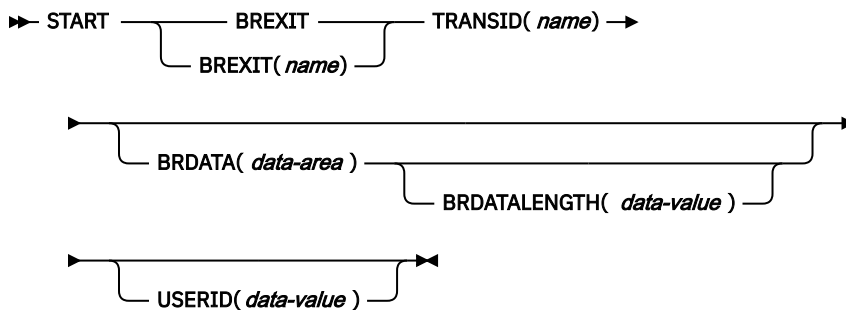 START BREXIT TRANSID( name)
BREXIT(name)
BRDATA( data-area )
BRDATALENGTH( data-value )
USERID( data-value )